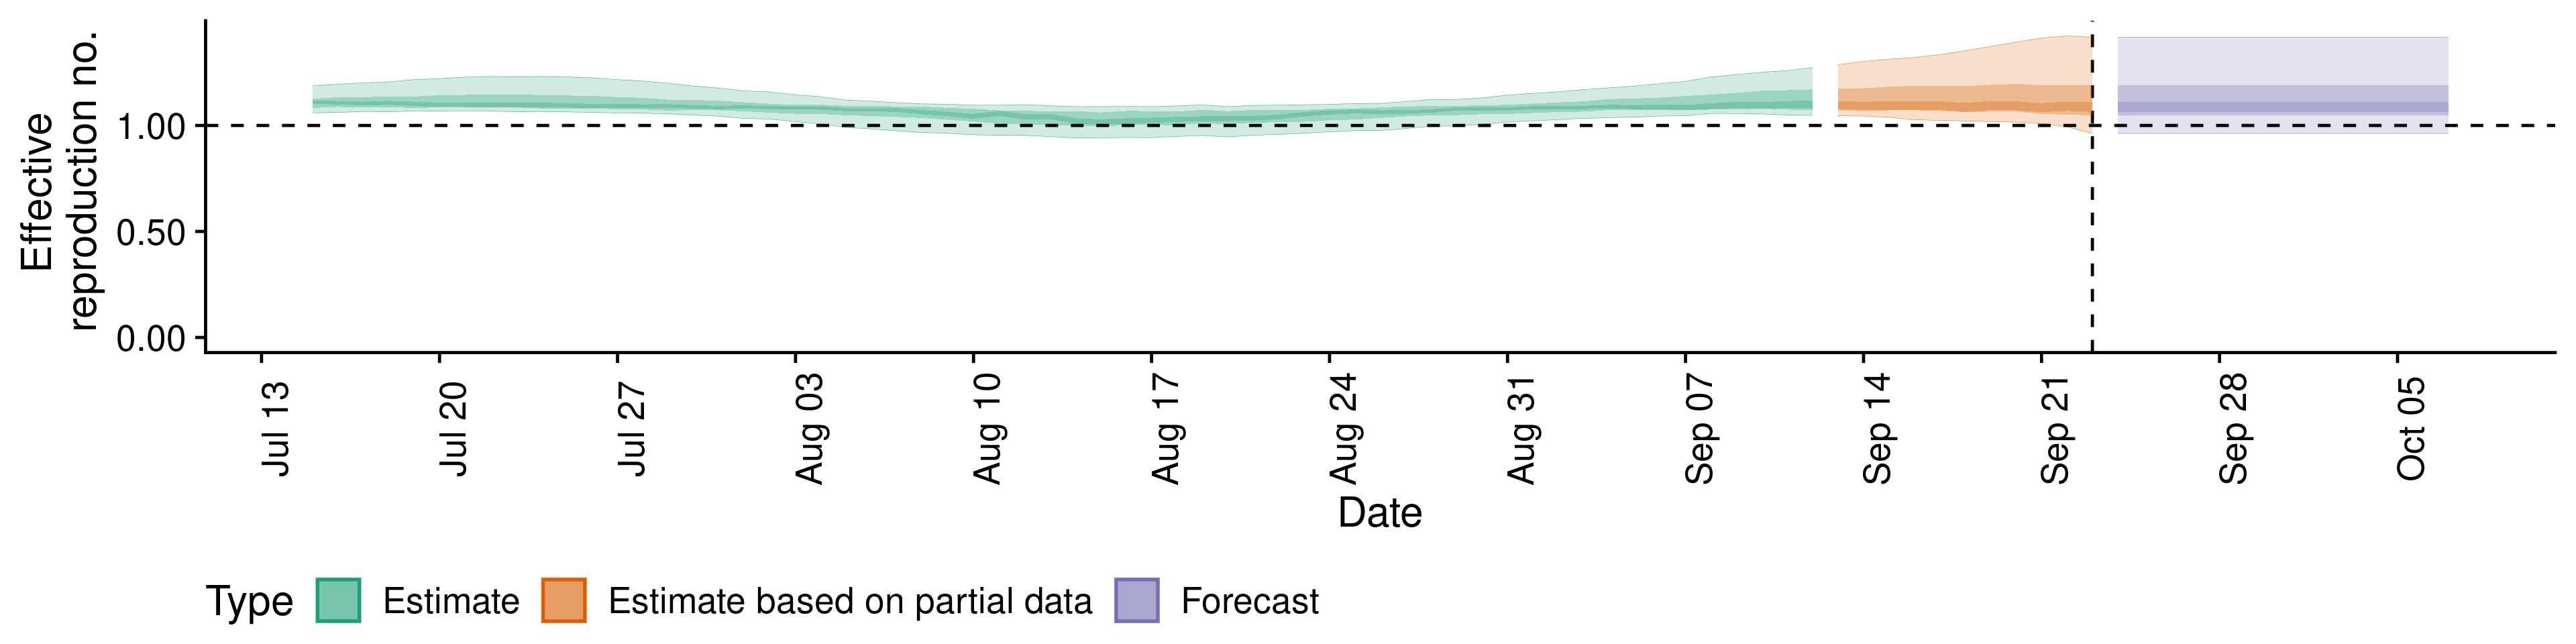 Effective
reproduction no.
1.00
0.50
0.00
Jul 13
Jul 20
Jul 27
Aug 03
Aug 10
Aug 17
Aug 24
Aug 31
Sep 07
Sep 14
Sep 21
Sep 28
Oct 05
Date
Type Estimate Estimate based on partial data Forecast